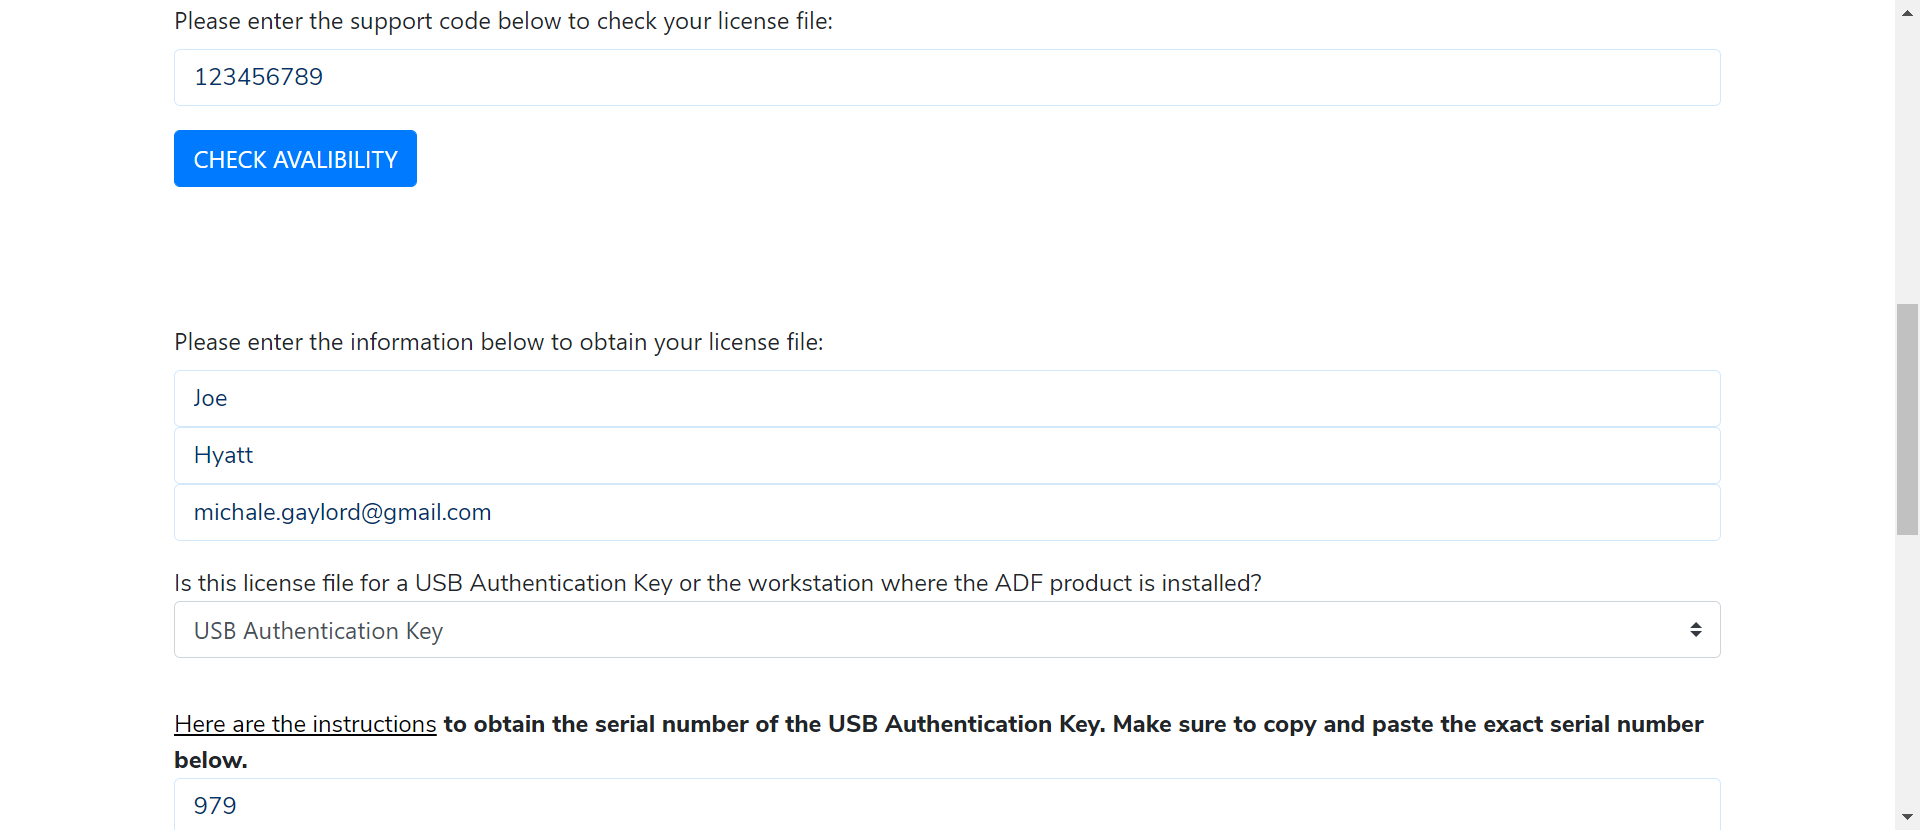 Please enter the support code below to check your license file:
123456789
CHECK AVALIBILITY
Please enter the information below to obtain your license file:
Joe
Hyatt
michale.gaylord@gmail.com
Is this license file for a USB Authentication Key or the workstation where the ADF product is installed?
USB Authentication Key
Here are the instructions to obtain the serial number of the USB Authentication Key. Make sure to copy and paste the exact serial number
below.
979